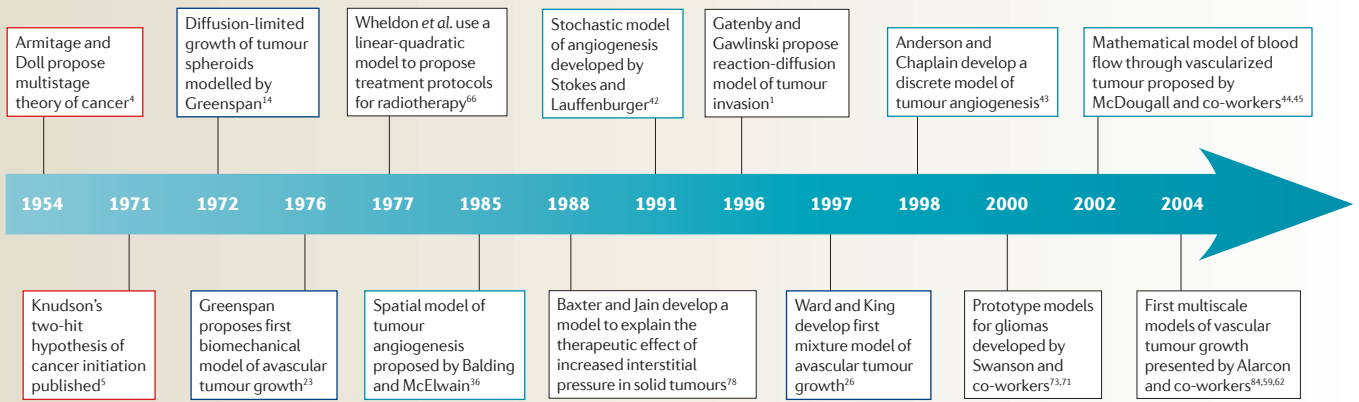 Armitage and
Doll propose
multistage
theory of cancer⁴
Diffusion-limited
growth of tumour
spheroids
modelled by
Greenspan¹⁴
Wheldon et al. use a
linear-quadratic
model to propose
treatment protocols
for radiotherapy⁶⁶
Stochastic model
of angiogenesis
developed by
Stokes and
Lauffenburger⁴²
Gatenby and
Gawlinski propose
reaction-diffusion
model of tumour
invasion¹
Anderson and
Chaplain develop a
discrete model of
tumour angiogenesis⁴³
Mathematical model of blood
flow through vascularized
tumour proposed by
McDougall and co-workers⁴⁴,⁴⁵
1954 1971 1972 1976 1977 1985 1988 1991 1996 1997 1998 2000 2002 2004
Knudson's
two-hit
hypothesis of
cancer initiation
published⁵
Greenspan
proposes first
biomechanical
model of avascular
tumour growth²³
Spatial model of
tumour
angiogenesis
proposed by Balding
and McElwain³⁶
Baxter and Jain develop a
model to explain the
therapeutic effect of
increased interstitial
pressure in solid tumours⁷⁸
Ward and King
develop first
mixture model of
avascular tumour
growth²⁶
Prototype models
for gliomas
developed by
Swanson and
co-workers⁷³,⁷¹
First multiscale
models of vascular
tumour growth
presented by Alarcon
and co-workers⁸⁴,⁵⁹,⁶²